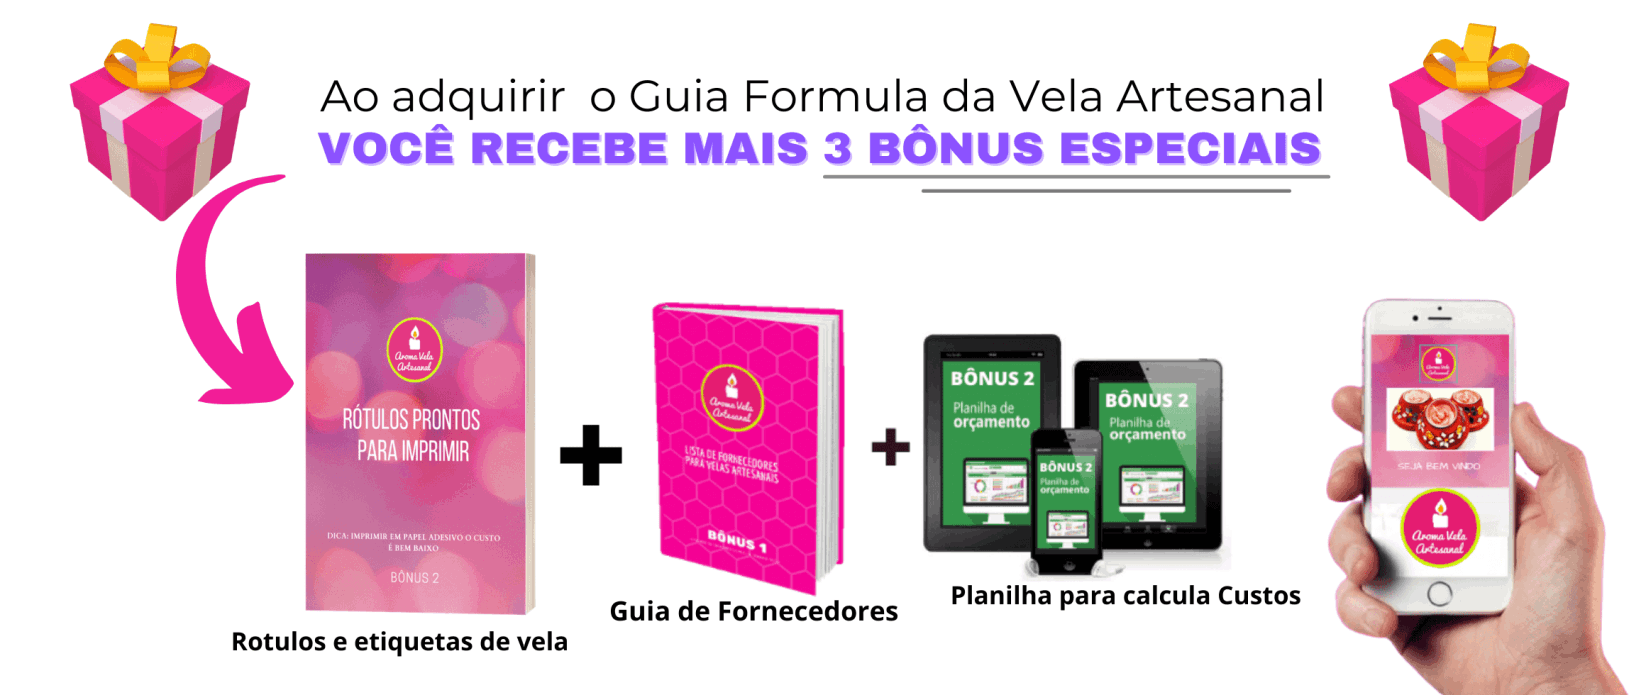 Ao adquirir o Guia Formula da Vela Artesanal
VOCÊ RECEBE MAIS 3 BÔNUS ESPECIAIS
Aroma Vela
Artesanal
RÓTULOS PRONTOS
PARA IMPRIMIR
DICA: IMPRIMIR EM PAPEL ADESIVO O CUSTO
É BEM BAIXO
BÔNUS 2
Rotulos e etiquetas de vela
Aroma Vela
Artesanal
LISTA DE FORNECEDORES
PARA VELAS ARTESANAIS
BÔNUS 1
Guia de Fornecedores
BÔNUS 2
Planilha de
orçamento
BÔNUS 2
Planilha de
orçamento
BÔNUS 2
Planilha de
orçamento
Planilha para calcula Custos
Aroma Vela
Artesanal
SEJA BEM VINDO
Aroma Vela
Artesanal